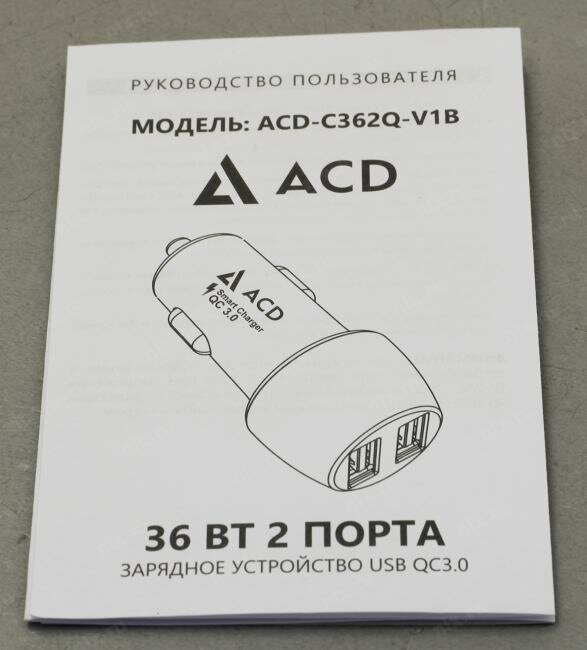 РУКОВОДСТВО ПОЛЬЗОВАТЕЛЯ
МОДЕЛЬ: ACD-C362Q-V1B
ACD
ACD
Smart Charger
QC 3.0
36 ВТ 2 ПОРТА
ЗАРЯДНОЕ УСТРОЙСТВО USB QC3.0